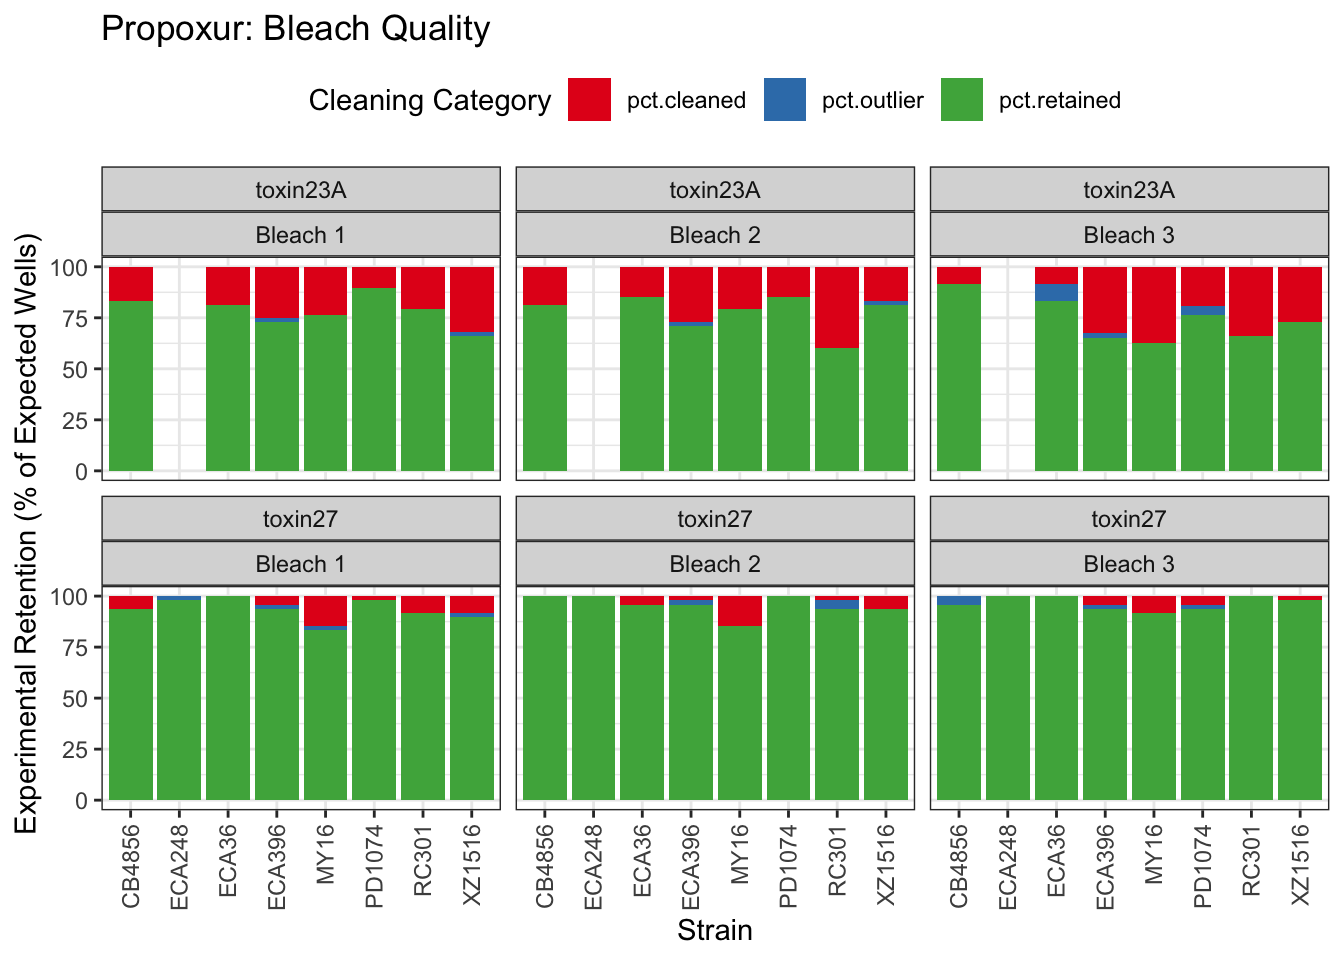 Propoxur: Bleach Quality
Cleaning Category pct.cleaned pct.outlier pct.retained
toxin23A toxin23A toxin23A
Bleach 1 Bleach 2 Bleach 3
100
75
50
25
0
toxin27 toxin27 toxin27
Bleach 1 Bleach 2 Bleach 3
100
75
50
25
0
Experimental Retention (% of Expected Wells)
CB4856 ECA248 ECA36 ECA396 MY16 PD1074 RC301 XZ1516 CB4856 ECA248 ECA36 ECA396 MY16 PD1074 RC301 XZ1516 CB4856 ECA248 ECA36 ECA396 MY16 PD1074 RC301 XZ1516
Strain